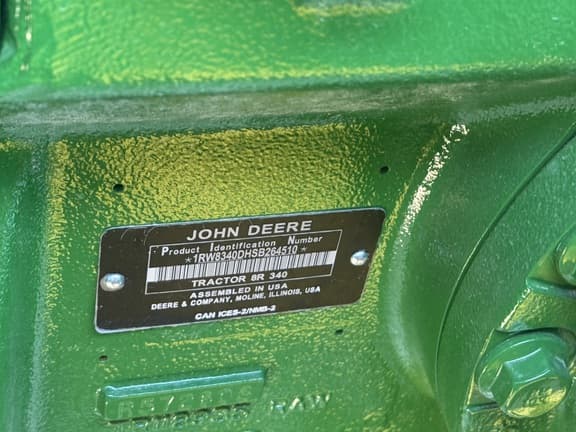 JOHN DEERE
Product Identification Number
*1RW8340DHSB264510*
TRACTOR 8R 340
ASSEMBLED IN USA
DEERE & COMPANY, MOLINE, ILLINOIS, USA
CAN ICES-2/NMB-2
RAW